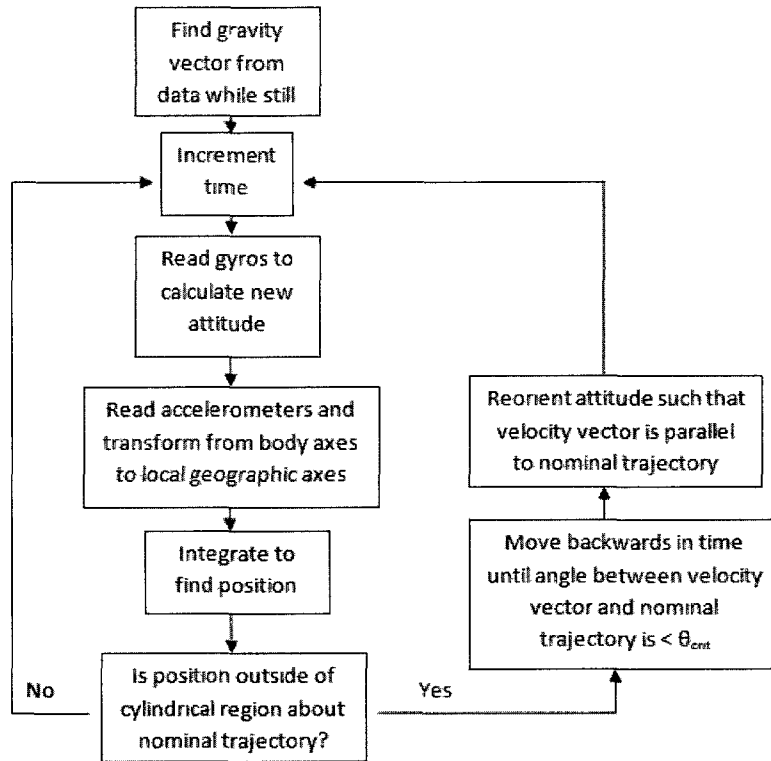 Find gravity
vector from
data while still
Increment
time
Read gyros to
calculate new
attitude
Read accelerometers and
transform from body axes
to local geographic axes
Integrate to
find position
Is position outside of
cylindrical region about
nominal trajectory?
No
Yes
Move backwards in time
until angle between velocity
vector and nominal
trajectory is < θcrit
Reorient attitude such that
velocity vector is parallel
to nominal trajectory